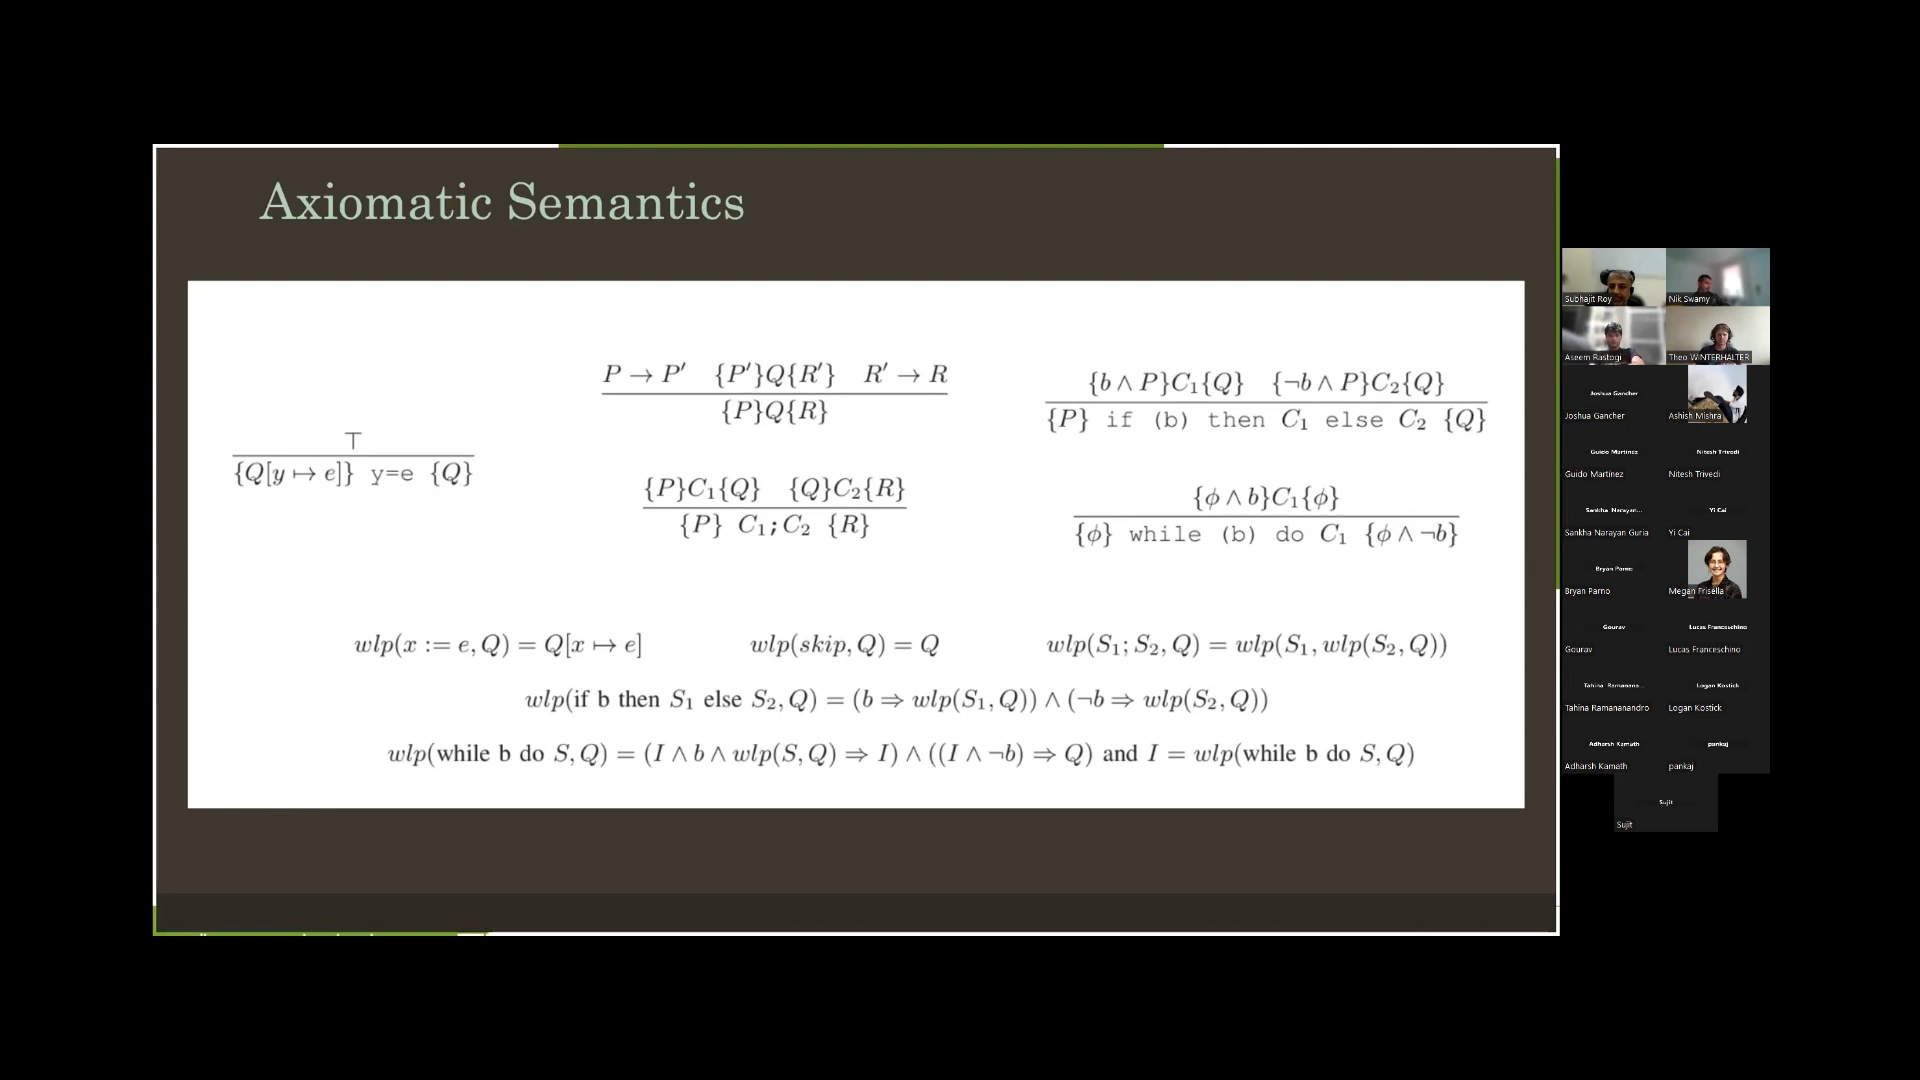 Axiomatic Semantics
⊤
{Q[y ↦ e]} y=e {Q}
P → P′ {P′}Q{R′} R′ → R
{P}Q{R}
{P}C₁{Q} {Q}C₂{R}
{P} C₁;C₂ {R}
{b ∧ P}C₁{Q} {¬b ∧ P}C₂{Q}
{P} if (b) then C₁ else C₂ {Q}
{ϕ ∧ b}C₁{ϕ}
{ϕ} while (b) do C₁ {ϕ ∧ ¬b}
wlp(x := e, Q) = Q[x ↦ e]
wlp(skip, Q) = Q
wlp(S₁; S₂, Q) = wlp(S₁, wlp(S₂, Q))
wlp(if b then S₁ else S₂, Q) = (b ⇒ wlp(S₁, Q)) ∧ (¬b ⇒ wlp(S₂, Q))
wlp(while b do S, Q) = (I ∧ b ∧ wlp(S, Q) ⇒ I) ∧ ((I ∧ ¬b) ⇒ Q) and I = wlp(while b do S, Q)
Subhajit Roy
Nik Swamy
Aseem Rastogi
Theo WINTERHALTER
Joshua Gancher
Joshua Gancher
Ashish Mishra
Guido Martinez
Nitesh Trivedi
Guido Martinez
Nitesh Trivedi
Sankha Narayan...
Yi Cai
Sankha Narayan Guria
Yi Cai
Bryan Parno
Bryan Parno
Megan Frisella
Gourav
Lucas Franceschino
Gourav
Lucas Franceschino
Tahina Ramanana...
Logan Kostick
Tahina Ramananandro
Logan Kostick
Adharsh Kamath
pankaj
Adharsh Kamath
pankaj
Sujit
Sujit